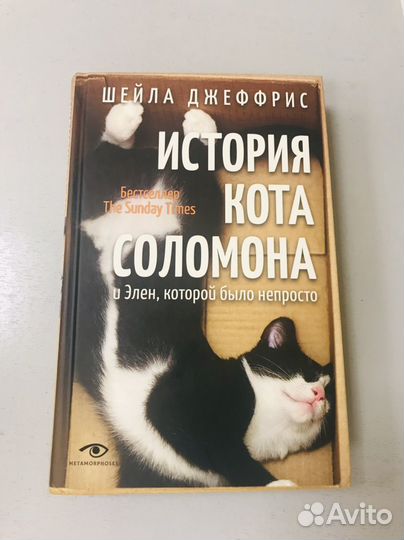 ШЕЙЛА ДЖЕФФРИС
ИСТОРИЯ
КОТА
СОЛОМОНА
Бестселлер
The Sunday Times
и Элен, которой было непросто
METAMORPHOSES
Avito